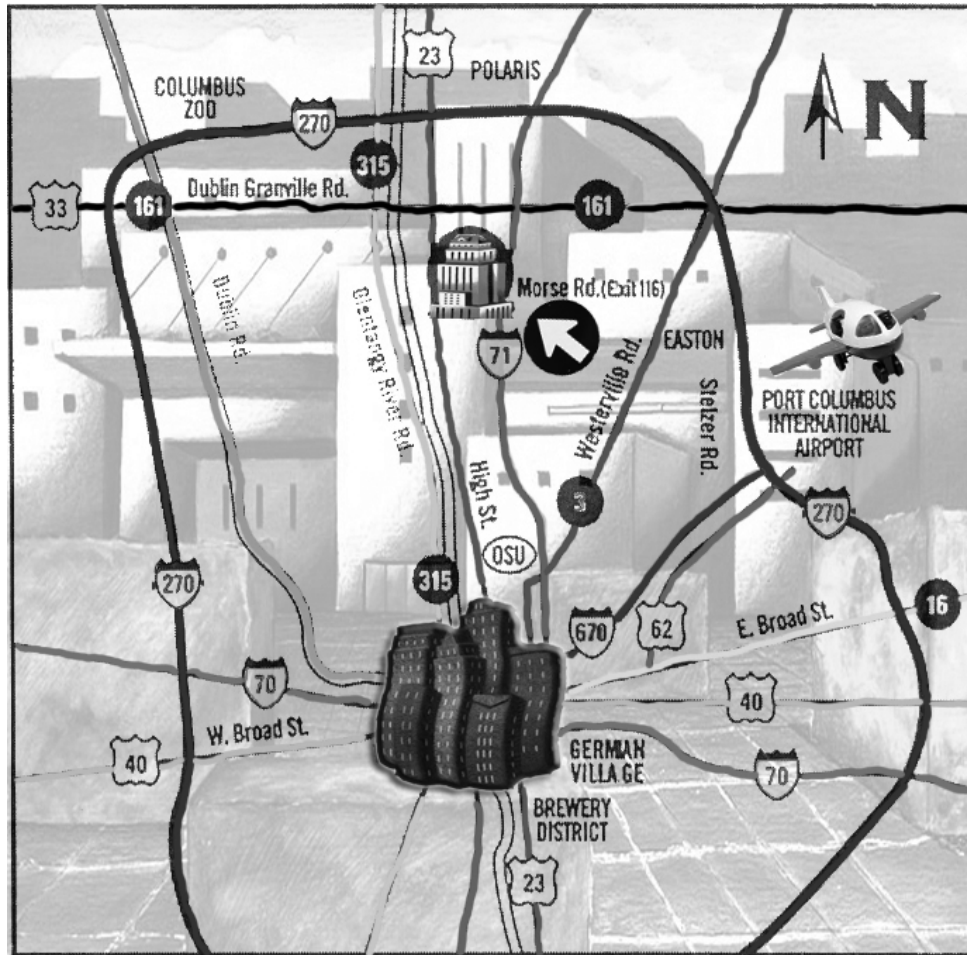 23
POLARIS
COLUMBUS
ZOO
270
N
315
Dublin Granville Rd.
33
161
161
Morse Rd.(Exit 116)
Dublin Rd.
Olentangy River Rd.
71
Westerville Rd.
EASTON
Stelzer Rd.
PORT COLUMBUS
INTERNATIONAL
AIRPORT
High St.
3
270
OSU
270
315
16
670
62
E. Broad St.
70
40
W. Broad St.
40
GERMAN
VILLAGE
70
BREWERY
DISTRICT
23